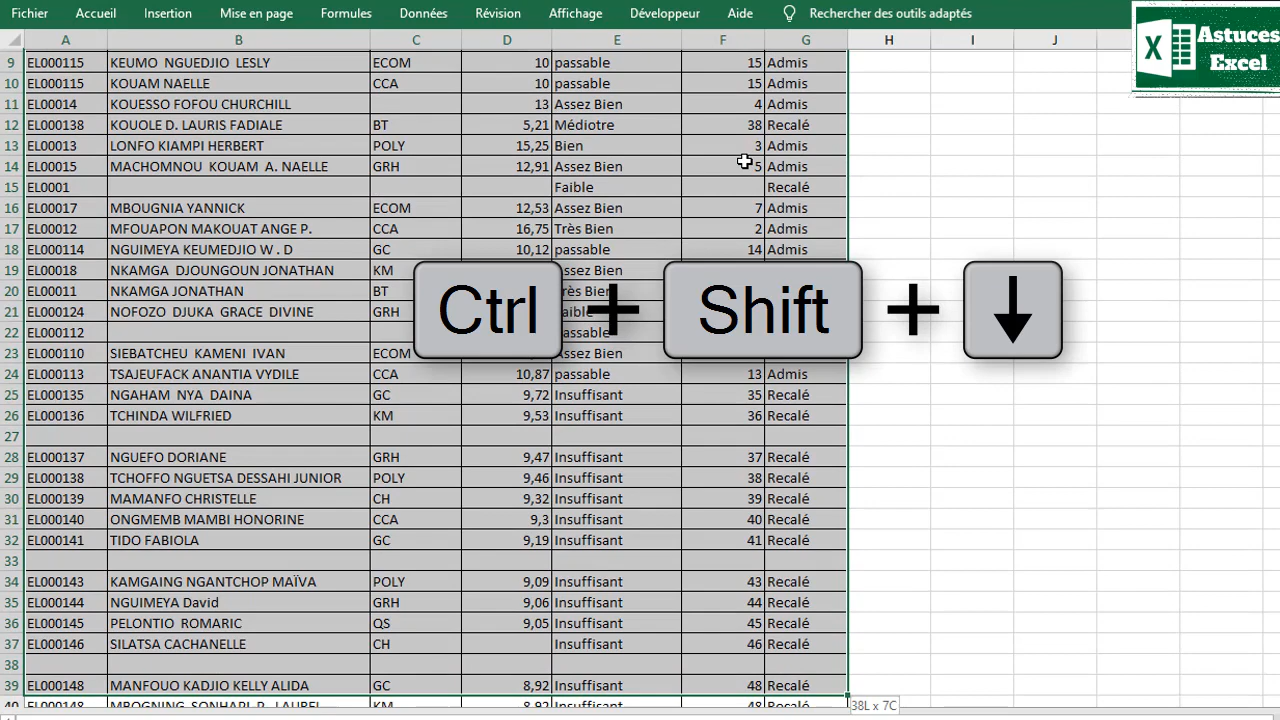 Fichier Accueil Insertion Mise en page Formules Données Révision Affichage Développeur Aide Rechercher des outils adaptés
X Astuces
Excel
A B C D E F G H I J
9 EL000115 KEUMO NGUEDJIO LESLY ECOM 10 passable 15 Admis
10 EL000115 KOUAM NAELLE CCA 10 passable 15 Admis
11 EL00014 KOUESSO FOFOU CHURCHILL 13 Assez Bien 4 Admis
12 EL000138 KOUOLE D. LAURIS FADIALE BT 5,21 Médiotre 38 Recalé
13 EL00013 LONFO KIAMPI HERBERT POLY 15,25 Bien 3 Admis
14 EL00015 MACHOMNOU KOUAM A. NAELLE GRH 12,91 Assez Bien 5 Admis
15 EL0001 Faible Recalé
16 EL00017 MBOUGNIA YANNICK ECOM 12,53 Assez Bien 7 Admis
17 EL00012 MFOUAPON MAKOUAT ANGE P. CCA 16,75 Très Bien 2 Admis
18 EL000114 NGUIMEYA KEUMEDJIO W . D GC 10,12 passable 14 Admis
19 EL00018 NKAMGA DJOUNGOUN JONATHAN KM Assez Bien
20 EL00011 NKAMGA JONATHAN BT Très Bien
21 EL000124 NOFOZO DJUKA GRACE DIVINE GRH
22 EL000112 passable
23 EL000110 SIEBATCHEU KAMENI IVAN ECOM Assez Bien
Ctrl + Shift + ↓
24 EL000113 TSAJEUFACK ANANTIA VYDILE CCA 10,87 passable 13 Admis
25 EL000135 NGAHAM NYA DAINA GC 9,72 Insuffisant 35 Recalé
26 EL000136 TCHINDA WILFRIED KM 9,53 Insuffisant 36 Recalé
27
28 EL000137 NGUEFO DORIANE GRH 9,47 Insuffisant 37 Recalé
29 EL000138 TCHOFFO NGUETSA DESSAHI JUNIOR POLY 9,46 Insuffisant 38 Recalé
30 EL000139 MAMANFO CHRISTELLE CH 9,32 Insuffisant 39 Recalé
31 EL000140 ONGMEMB MAMBI HONORINE CCA 9,3 Insuffisant 40 Recalé
32 EL000141 TIDO FABIOLA GC 9,19 Insuffisant 41 Recalé
33
34 EL000143 KAMGAING NGANTCHOP MAÏVA POLY 9,09 Insuffisant 43 Recalé
35 EL000144 NGUIMEYA David GRH 9,06 Insuffisant 44 Recalé
36 EL000145 PELONTIO ROMARIC QS 9,05 Insuffisant 45 Recalé
37 EL000146 SILATSA CACHANELLE CH Insuffisant 46 Recalé
38
39 EL000148 MANFOUO KADJIO KELLY ALIDA GC 8,92 Insuffisant 48 Recalé
40 EL000148 KM 8,92 Insuffisant 48 Recalé
38L x 7C